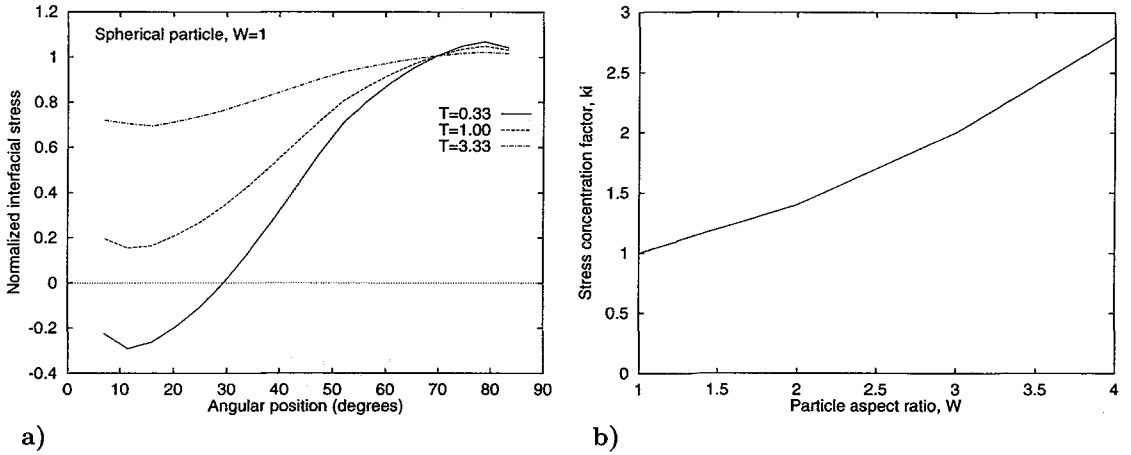 1.2
1
0.8
0.6
0.4
0.2
0
-0.2
-0.4
Normalized interfacial stress
Spherical particle, W=1
T=0.33
T=1.00
T=3.33
0 10 20 30 40 50 60 70 80 90
Angular position (degrees)
a)
3
2.5
2
1.5
1
0.5
0
Stress concentration factor, ki
1 1.5 2 2.5 3 3.5 4
Particle aspect ratio, W
b)